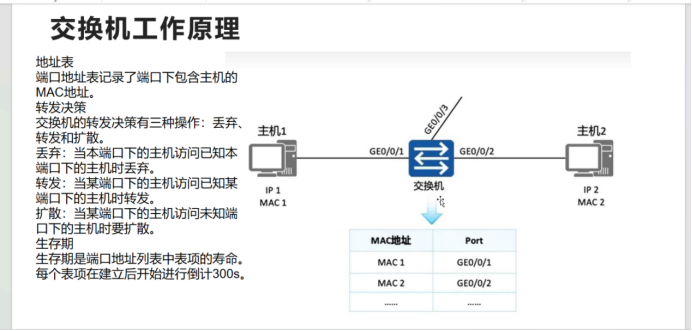 交换机工作原理
地址表
端口地址表记录了端口下包含主机的
MAC地址。
转发决策
交换机的转发决策有三种操作：丢弃、
转发和扩散。
丢弃：当本端口下的主机访问已知本
端口下的主机时丢弃。
转发：当某端口下的主机访问已知某
端口下的主机时转发。
扩散：当某端口下的主机访问未知端
口下的主机时要扩散。
生存期
生存期是端口地址列表中表项的寿命。
每个表项在建立后开始进行倒计300s。
主机1
IP 1
MAC 1
GE0/0/1
GE0/0/3
GE0/0/2
交换机
主机2
IP 2
MAC 2
MAC地址 Port
MAC 1 GE0/0/1
MAC 2 GE0/0/2
...... ......